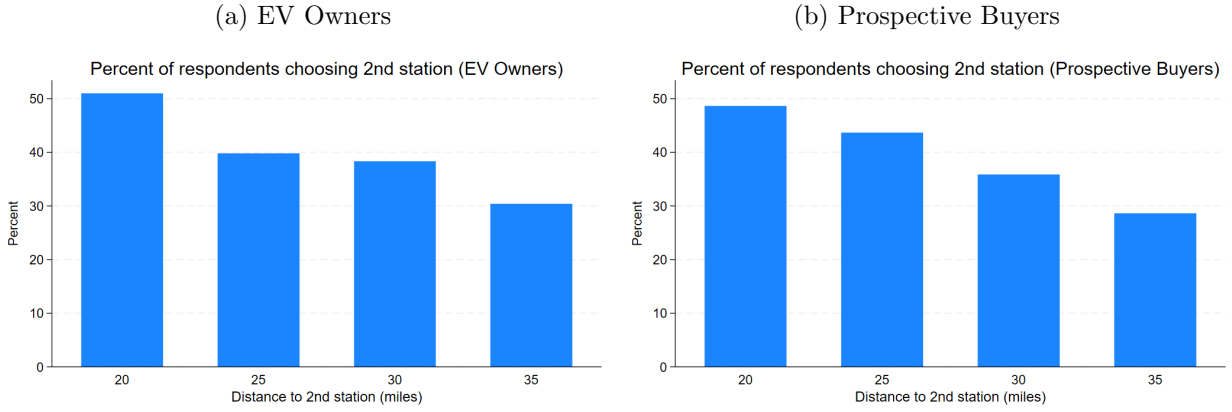 (a) EV Owners
Percent of respondents choosing 2nd station (EV Owners)
Percent
50
40
30
20
10
0
20 25 30 35
Distance to 2nd station (miles)
(b) Prospective Buyers
Percent of respondents choosing 2nd station (Prospective Buyers)
Percent
50
40
30
20
10
0
20 25 30 35
Distance to 2nd station (miles)